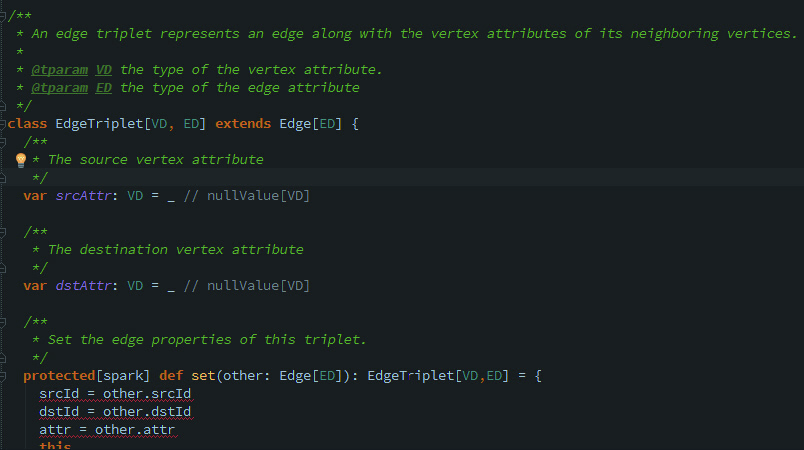 /**
* An edge triplet represents an edge along with the vertex attributes of its neighboring vertices.
*
* @tparam VD the type of the vertex attribute.
* @tparam ED the type of the edge attribute
*/
class EdgeTriplet[VD, ED] extends Edge[ED] {
/**
* The source vertex attribute
*/
var srcAttr: VD = _ // nullValue[VD]
/**
* The destination vertex attribute
*/
var dstAttr: VD = _ // nullValue[VD]
/**
* Set the edge properties of this triplet.
*/
protected[spark] def set(other: Edge[ED]): EdgeTriplet[VD,ED] = {
srcId = other.srcId
dstId = other.dstId
attr = other.attr
this